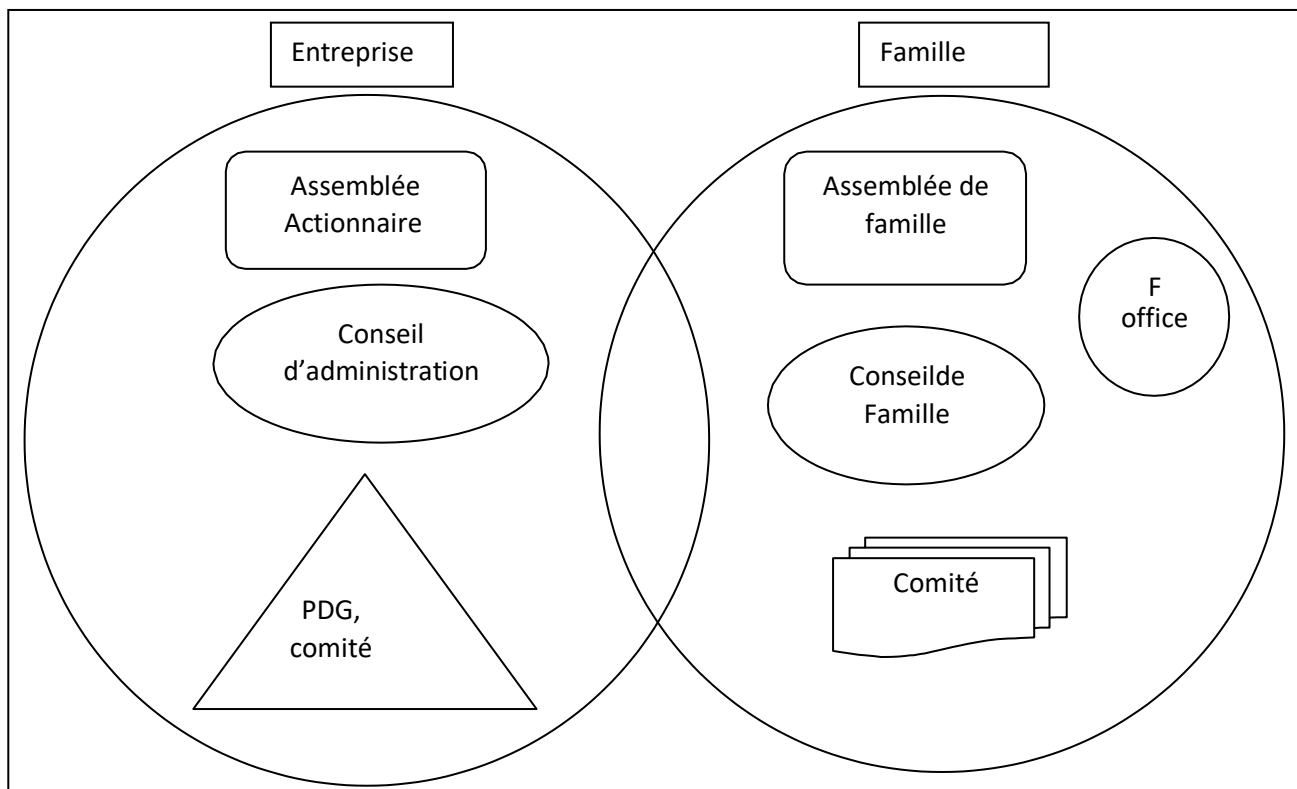 Entreprise
Famille
Assemblée
Actionnaire
Assemblée de
famille
F
office
Conseil
d’administration
Conseilde
Famille
PDG,
comité
Comité